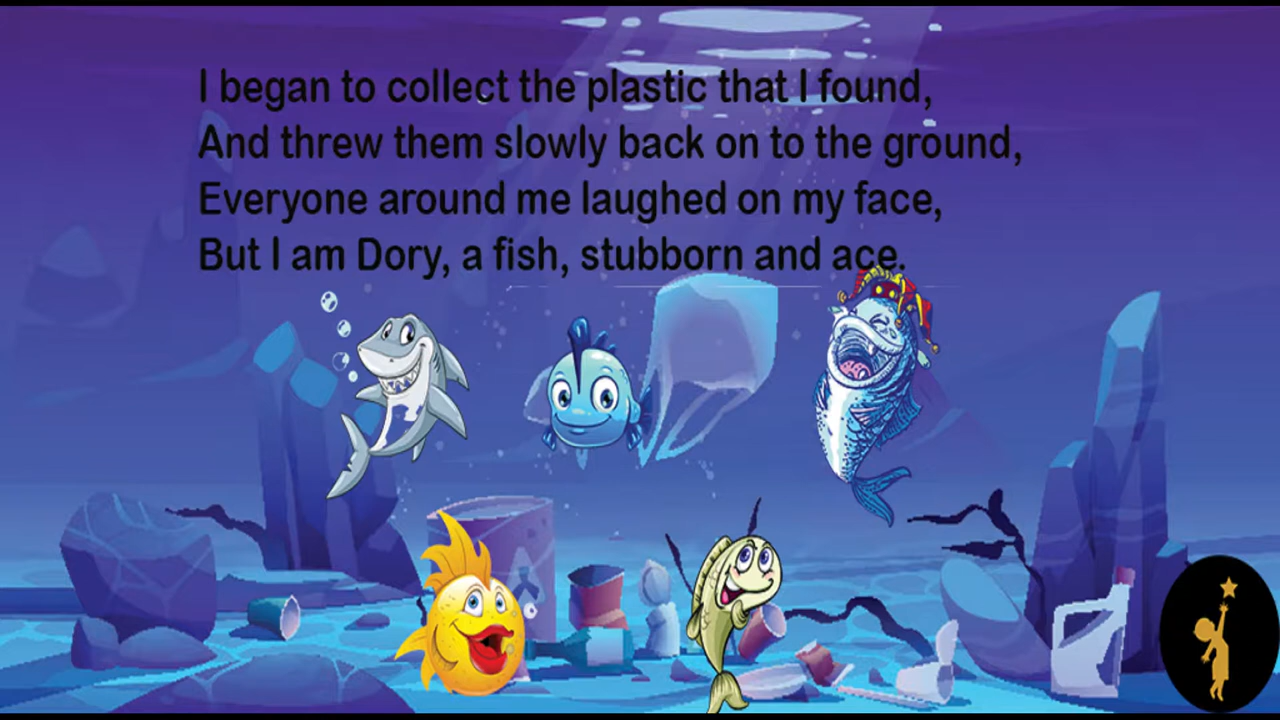 I began to collect the plastic that I found,
And threw them slowly back on to the ground,
Everyone around me laughed on my face,
But I am Dory, a fish, stubborn and ace.